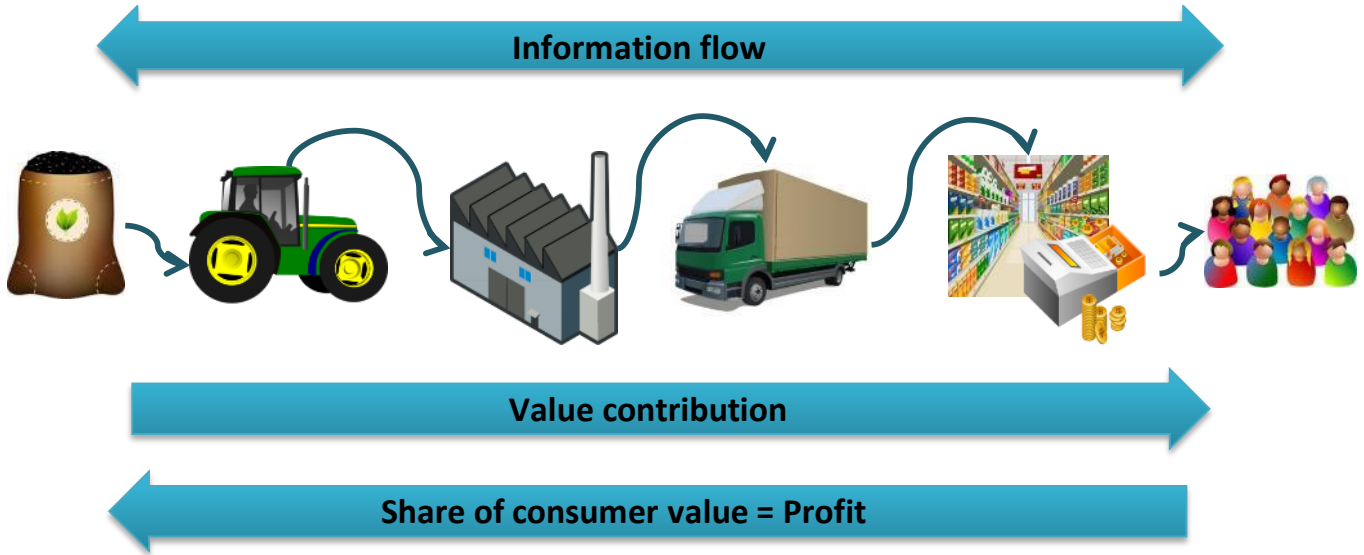 Information flow
Value contribution
Share of consumer value = Profit